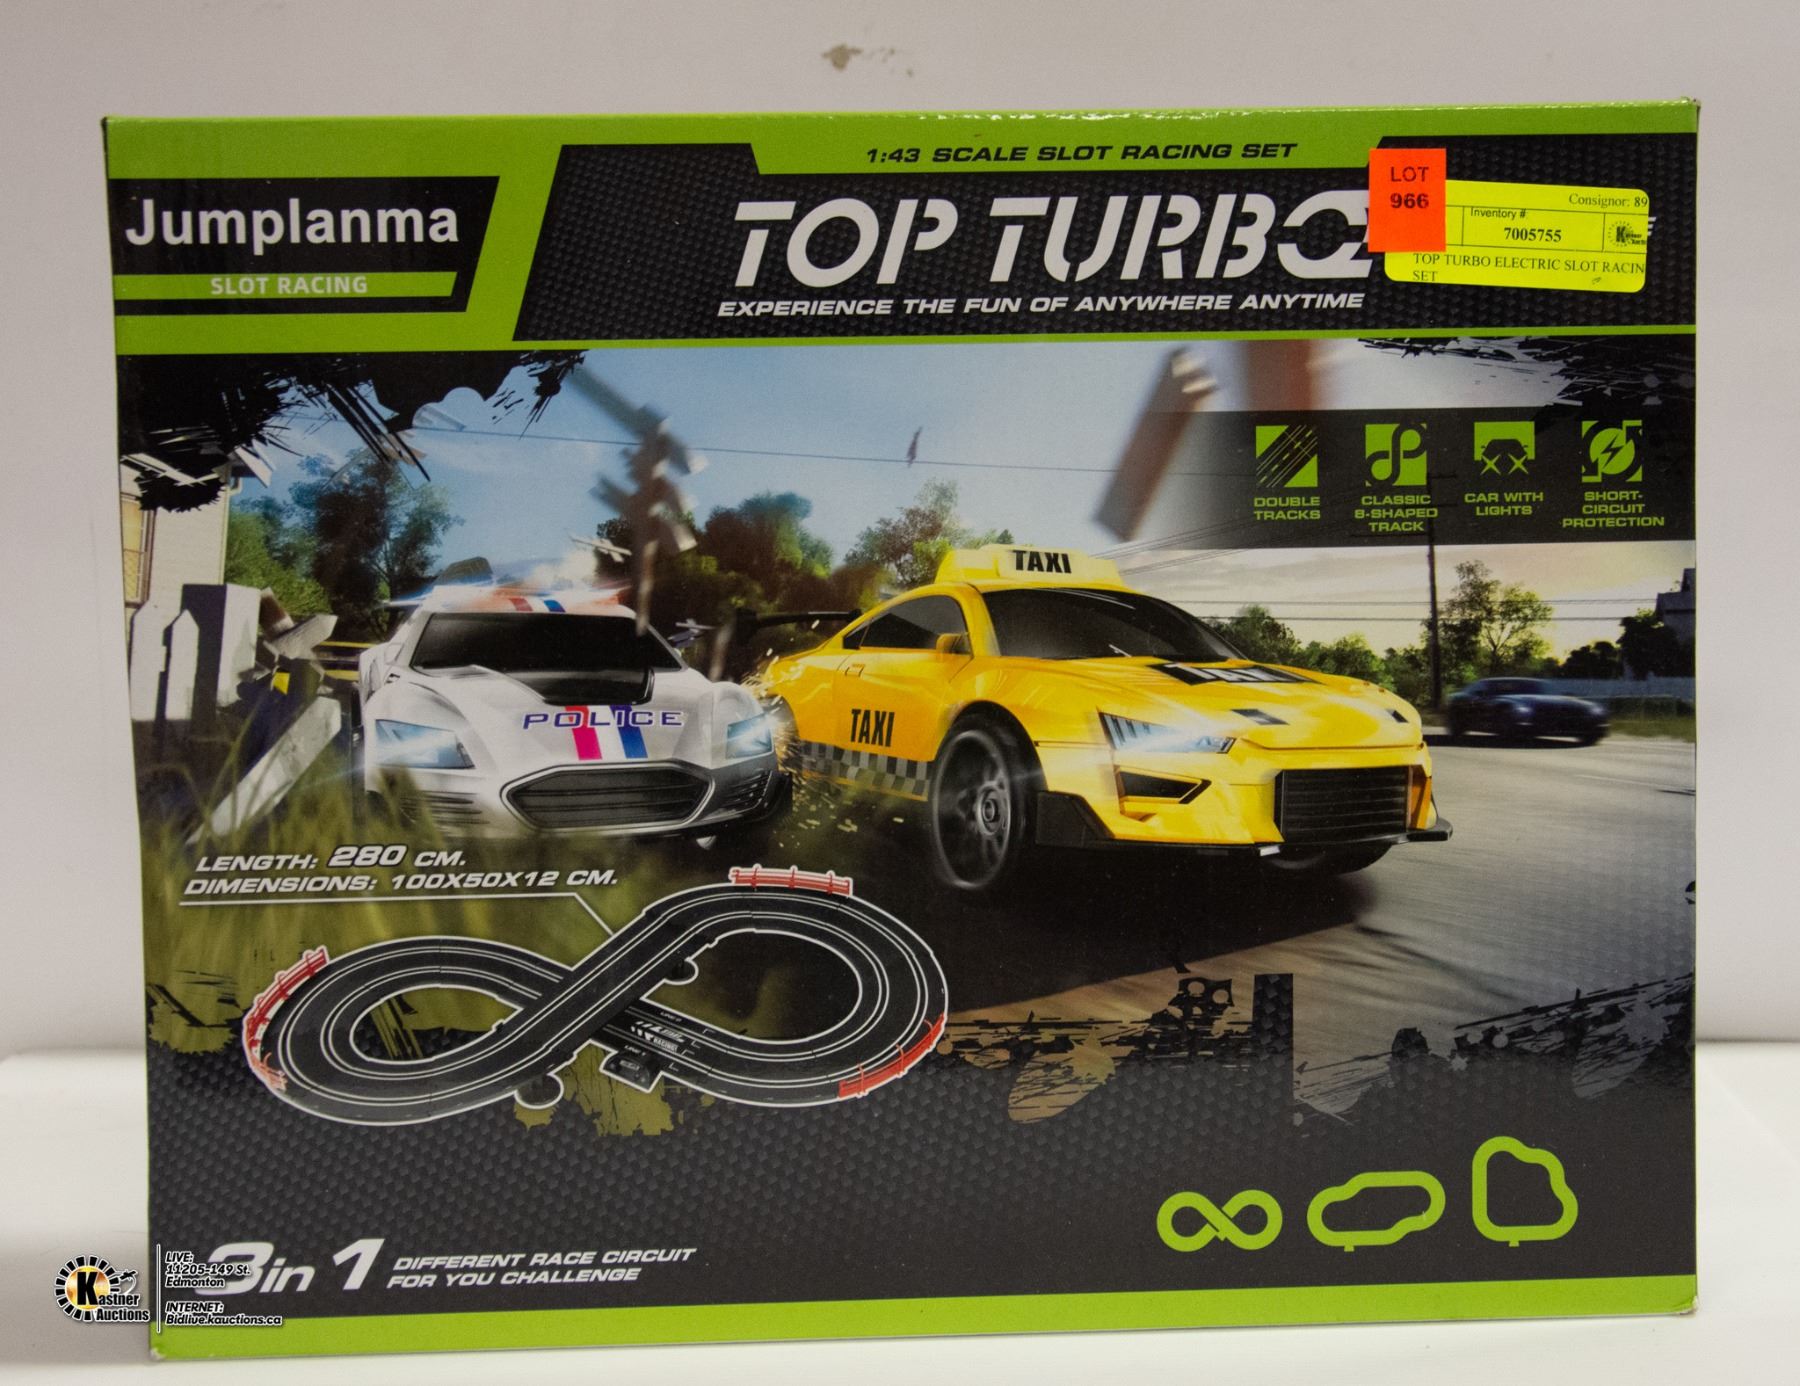 1:43 SCALE SLOT RACING SET
Jumplanma
SLOT RACING
TOP TURBO
EXPERIENCE THE FUN OF ANYWHERE ANYTIME
LOT
966
Consignor: 89
Inventory #
7005755
TOP TURBO ELECTRIC SLOT RACIN
SET
DOUBLE
TRACKS
CLASSIC
8-SHAPED
TRACK
CAR WITH
LIGHTS
SHORT-
CIRCUIT
PROTECTION
TAXI
POLICE
TAXI
TAXI
LENGTH: 280 CM.
DIMENSIONS: 100X50X12 CM.
RACING
3in 1
DIFFERENT RACE CIRCUIT
FOR YOU CHALLENGE
Kastner
Auctions
LIVE:
11205-149 St.
Edmonton
INTERNET:
Bidlive.kauctions.ca